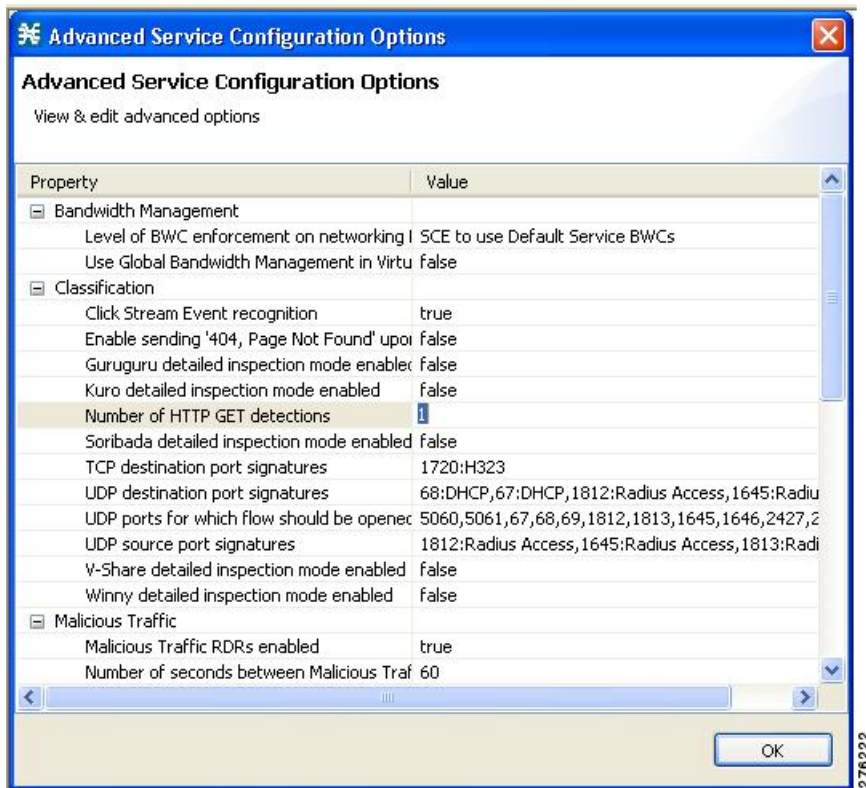 Advanced Service Configuration Options
Advanced Service Configuration Options
View & edit advanced options
Property Value
Bandwidth Management
Level of BWC enforcement on networking SCE to use Default Service BWCs
Use Global Bandwidth Management in Virtu false
Classification
Click Stream Event recognition true
Enable sending '404, Page Not Found' upo false
Guruguru detailed inspection mode enabled false
Kuro detailed inspection mode enabled false
Number of HTTP GET detections 1
Soribada detailed inspection mode enabled false
TCP destination port signatures 1720:H323
UDP destination port signatures 68:DHCP,67:DHCP,1812:Radius Access,1645:Radiu
UDP ports for which flow should be opened 5060,5061,67,68,69,1812,1813,1645,1646,2427,2
UDP source port signatures 1812:Radius Access,1645:Radius Access,1813:Radi
V-Share detailed inspection mode enabled false
Winny detailed inspection mode enabled false
Malicious Traffic
Malicious Traffic RDRs enabled true
Number of seconds between Malicious Traf 60
OK
276222